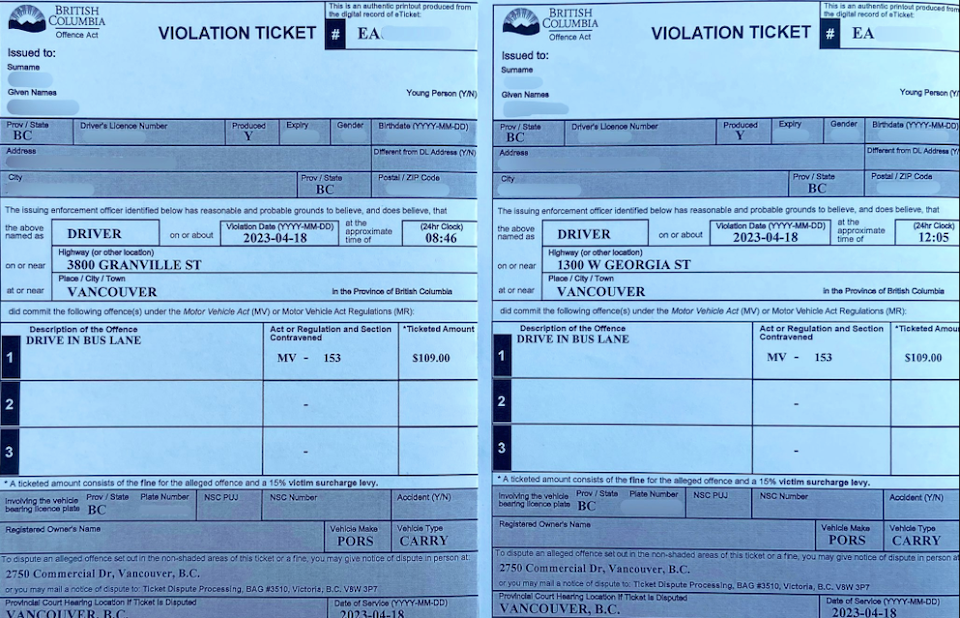 BRITISH
COLUMBIA
Offence Act
VIOLATION TICKET
This is an authentic printout produced from
the digital record of eTicket.
# EA
Issued to:
Surname
Given Names
Young Person (Y/N)
Prov / State
BC
Driver's Licence Number
Produced
Y
Expiry
Gender
Birthdate (YYYY-MM-DD)
Address
Different from DL Address (Y/N)
City
Prov / State
BC
Postal / ZIP Code
The issuing enforcement officer identified below has reasonable and probable grounds to believe, and does believe, that
the above
named as
DRIVER
on or about
Violation Date (YYYY-MM-DD)
2023-04-18
at the
approximate
time of
(24hr Clock)
08:46
on or near
Highway (or other location)
3800 GRANVILLE ST
at or near
Place / City / Town
VANCOUVER
in the Province of British Columbia
did commit the following offence(s) under the Motor Vehicle Act (MV) or Motor Vehicle Act Regulations (MR):
Description of the Offence
Act or Regulation and Section
Contravened
*Ticketed Amount
1
DRIVE IN BUS LANE
MV - 153
$109.00
2
-
3
-
* A ticketed amount consists of the fine for the alleged offence and a 15% victim surcharge levy.
Involving the vehicle
bearing licence plate
Prov / State
BC
Plate Number
NSC PUJ
NSC Number
Accident (Y/N)
Registered Owner's Name
Vehicle Make
PORS
Vehicle Type
CARRY
To dispute an alleged offence set out in the non-shaded areas of this ticket or a fine, you may give notice of dispute in person at:
2750 Commercial Dr, Vancouver, B.C.
or you may mail a notice of dispute to: Ticket Dispute Processing, BAG #3510, Victoria, B.C. V8W 3P7
Provincial Court Hearing Location If Ticket is Disputed
VANCOUVER, B.C.
Date of Service (YYYY-MM-DD)
2023-04-18
BRITISH
COLUMBIA
Offence Act
VIOLATION TICKET
This is an authentic printout produced from
the digital record of eTicket.
# EA
Issued to:
Surname
Given Names
Young Person (Y/N)
Prov / State
BC
Driver's Licence Number
Produced
Y
Expiry
Gender
Birthdate (YYYY-MM-DD)
Address
Different from DL Address (Y/
City
Prov / State
BC
Postal / ZIP Code
The issuing enforcement officer identified below has reasonable and probable grounds to believe, and does believe, that
the above
named as
DRIVER
on or about
Violation Date (YYYY-MM-DD)
2023-04-18
at the
approximate
time of
(24hr Clock)
12:05
on or near
Highway (or other location)
1300 W GEORGIA ST
at or near
Place / City / Town
VANCOUVER
in the Province of British Columbia
did commit the following offence(s) under the Motor Vehicle Act (MV) or Motor Vehicle Act Regulations (MR):
Description of the Offence
Act or Regulation and Section
Contravened
*Ticketed Amoun
1
DRIVE IN BUS LANE
MV - 153
$109.00
2
-
3
-
* A ticketed amount consists of the fine for the alleged offence and a 15% victim surcharge levy.
Involving the vehicle
bearing licence plate
Prov / State
BC
Plate Number
NSC PUJ
NSC Number
Accident (Y/N)
Registered Owner's Name
Vehicle Make
PORS
Vehicle Type
CARRY
To dispute an alleged offence set out in the non-shaded areas of this ticket or a fine, you may give notice of dispute in person at
2750 Commercial Dr, Vancouver, B.C.
or you may mail a notice of dispute to: Ticket Dispute Processing, BAG #3510, Victoria, B.C. V8W 3P7
Provincial Court Hearing Location If Ticket is Disputed
VANCOUVER, B.C.
Date of Service (YYYY-MM-DD)
2023-04-18